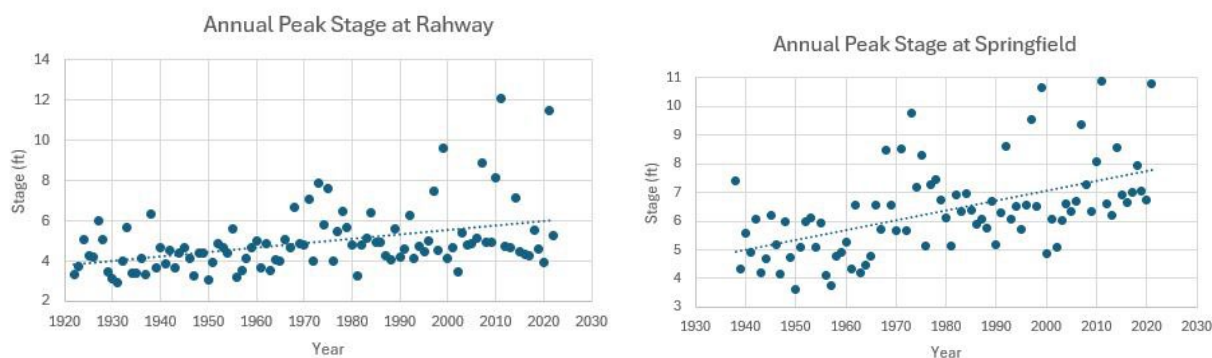 Annual Peak Stage at Rahway
14
12
10
8
6
4
2
Stage (ft)
1920 1930 1940 1950 1960 1970 1980 1990 2000 2010 2020 2030
Year
Annual Peak Stage at Springfield
11
10
9
8
7
6
5
4
3
Stage (ft)
1930 1940 1950 1960 1970 1980 1990 2000 2010 2020 2030
Year